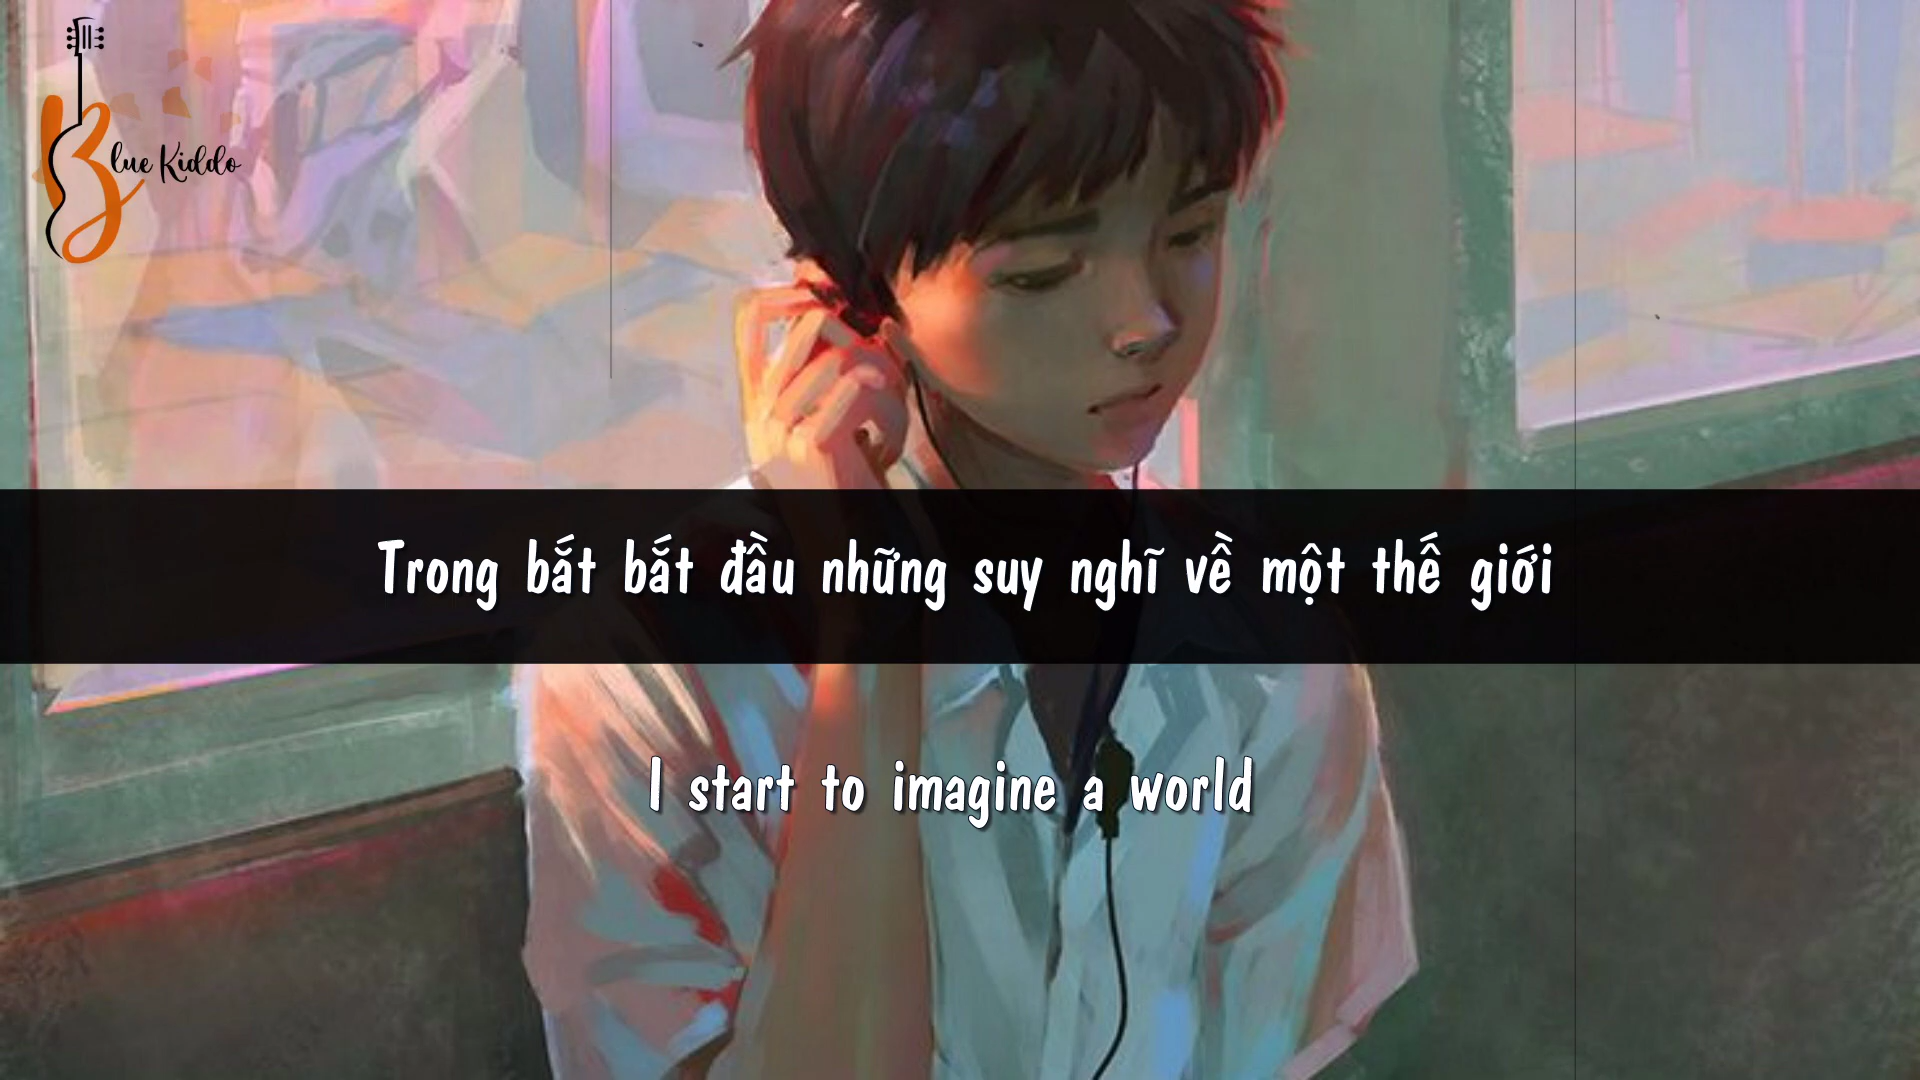 Blue Kiddo
Trong bắt bắt đầu những suy nghĩ về một thế giới
I start to imagine a world